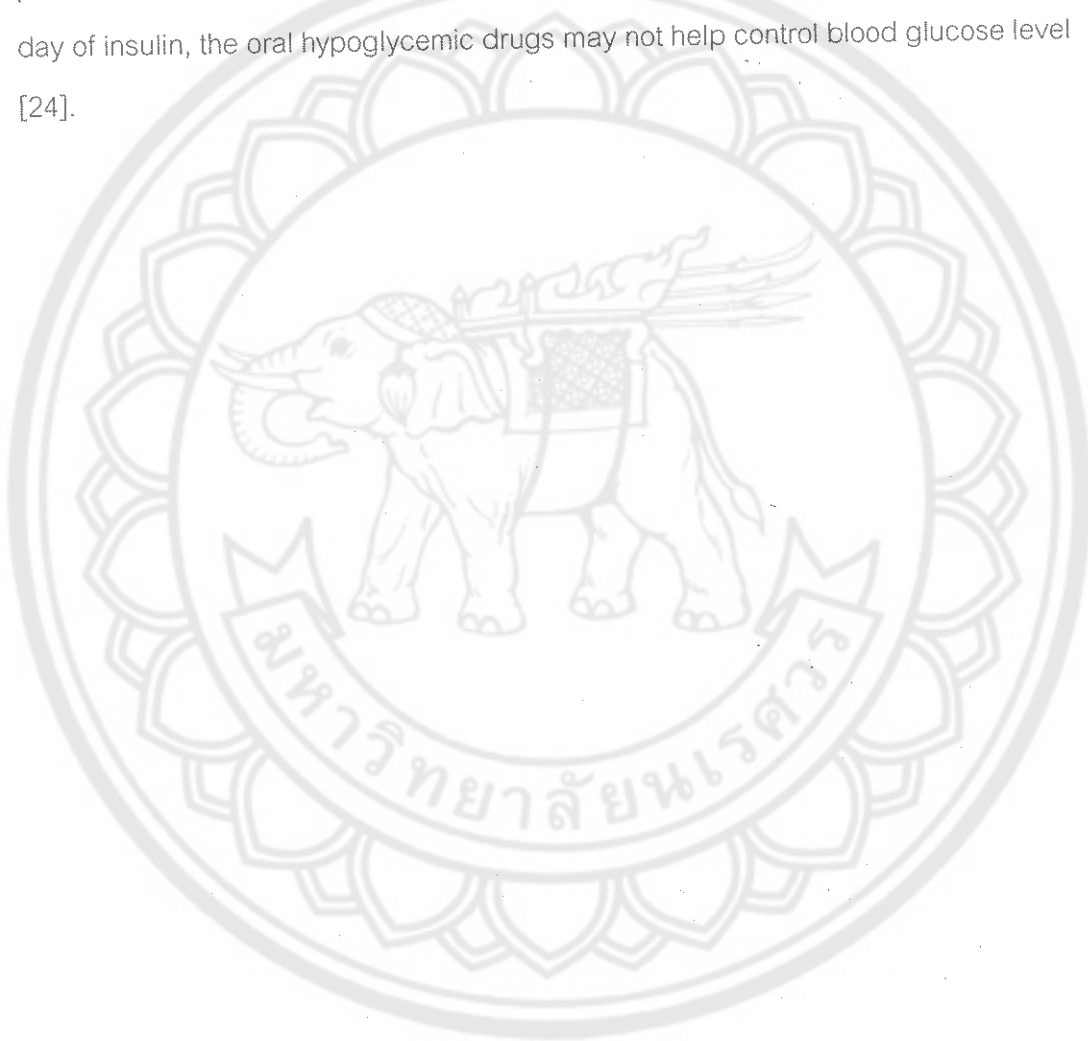 day of insulin, the oral hypoglycemic drugs may not help control blood glucose level
[24].
มหาวิทยาลัยนเรศวร